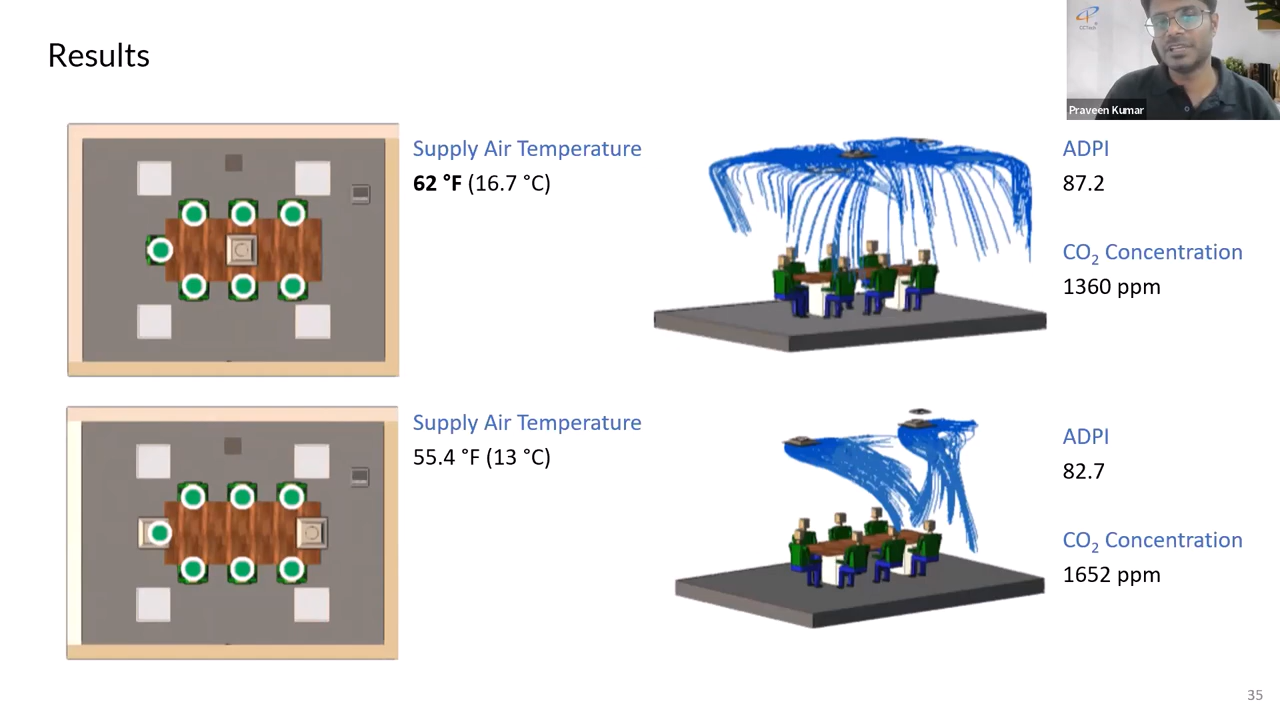 Results
Praveen Kumar
Supply Air Temperature
62 °F (16.7 °C)
ADPI
87.2
CO₂ Concentration
1360 ppm
Supply Air Temperature
55.4 °F (13 °C)
ADPI
82.7
CO₂ Concentration
1652 ppm
35